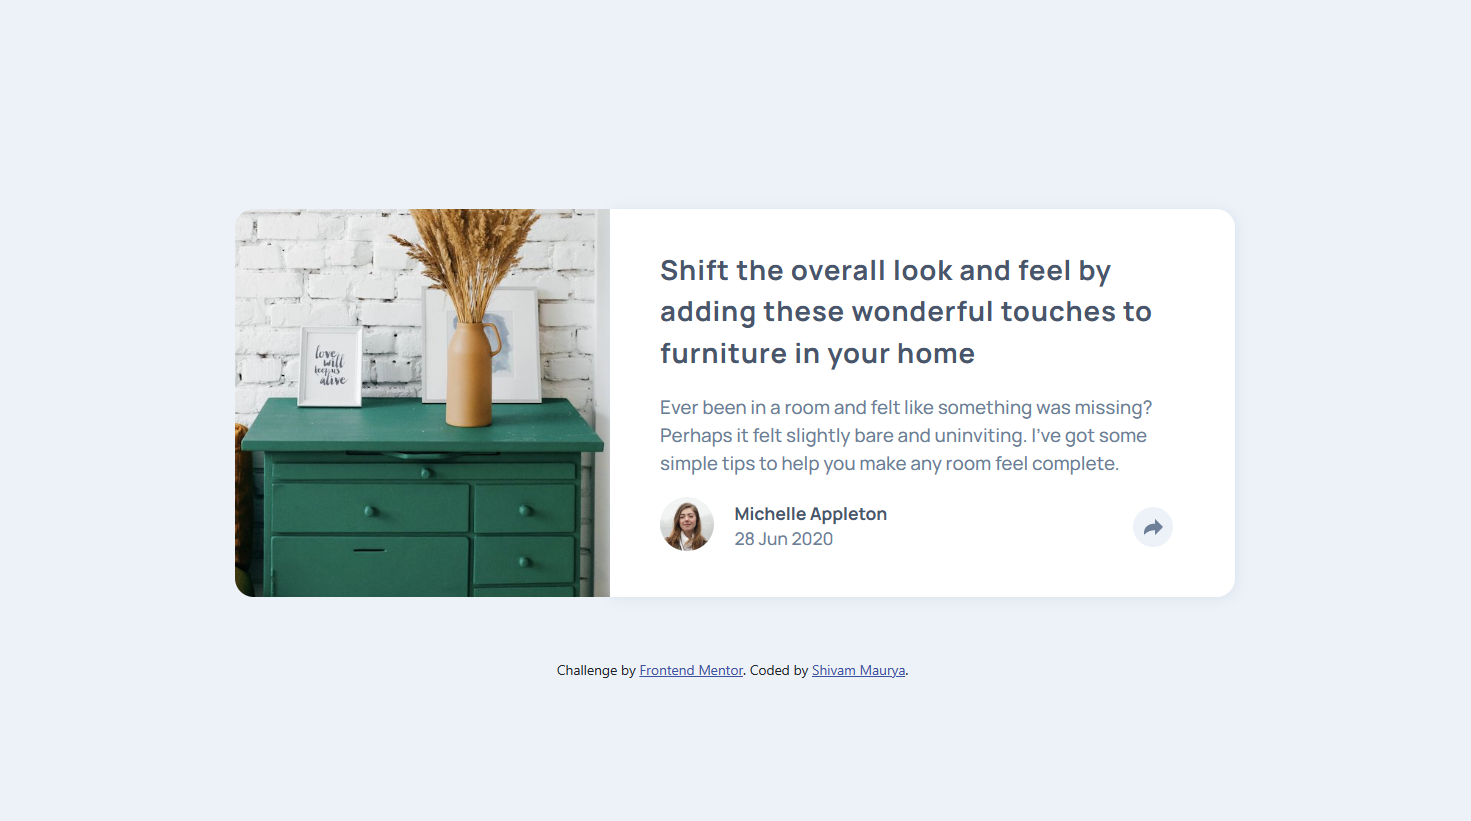 love
will
keep us
alive
Shift the overall look and feel by
adding these wonderful touches to
furniture in your home
Ever been in a room and felt like something was missing?
Perhaps it felt slightly bare and uninviting. I’ve got some
simple tips to help you make any room feel complete.
Michelle Appleton
28 Jun 2020
Challenge by Frontend Mentor. Coded by Shivam Maurya.